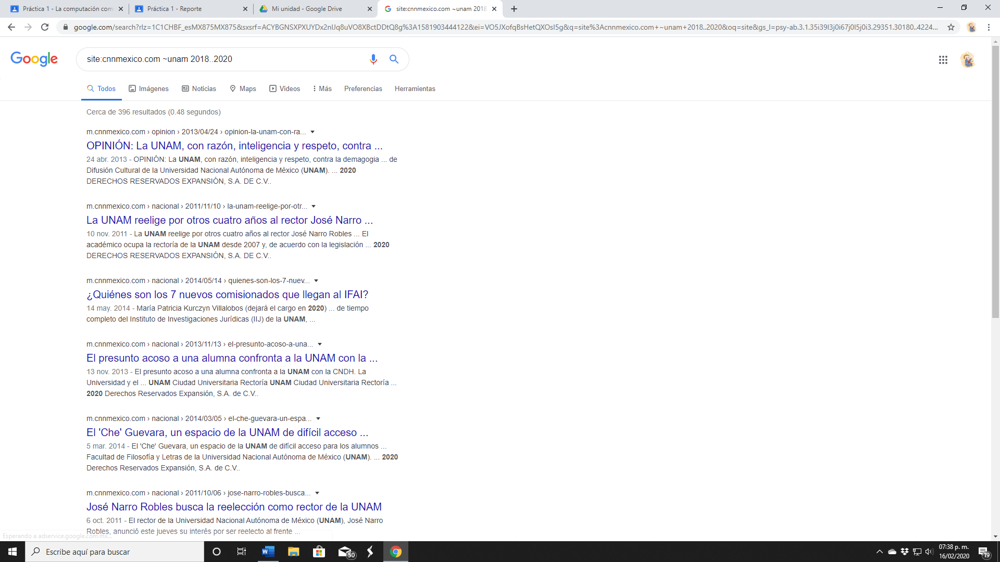 Práctica 1 - La computación com
Práctica 1 - Reporte
Mi unidad - Google Drive
site:cnnmexico.com ~unam 2018
google.com/search?rlz=1C1CHBF_esMX875MX875&sxsrf=ACYBGNSXPXUYDx2nlJq8uVO8XBctDDtQ8g%3A1581903444122&ei=VO5JXofqBsHetQXOsI5g&q=site%3Acnnmexico.com+~unam+2018..2020&oq=site&gs_l=psy-ab.3.1.35i39l3j0i67j0l5j0i3.29351.30180..4224...
Google
site:cnnmexico.com ~unam 2018..2020
Todos Imágenes Noticias Maps Videos Más Preferencias Herramientas
Cerca de 396 resultados (0.48 segundos)
m.cnnmexico.com › opinion › 2013/04/24 › opinion-la-unam-con-ra...
OPINIÓN: La UNAM, con razón, inteligencia y respeto, contra ...
24 abr. 2013 - OPINIÓN: La UNAM, con razón, inteligencia y respeto, contra la demagogia ... de
Difusión Cultural de la Universidad Nacional Autónoma de México (UNAM). ... 2020
DERECHOS RESERVADOS EXPANSIÓN, S.A. DE C.V..
m.cnnmexico.com › nacional › 2011/11/10 › la-unam-reelige-por-otr...
La UNAM reelige por otros cuatro años al rector José Narro ...
10 nov. 2011 - La UNAM reelige por otros cuatro años al rector José Narro Robles ... El
académico ocupa la rectoría de la UNAM desde 2007 y, de acuerdo con la legislación ... 2020
DERECHOS RESERVADOS EXPANSIÓN, S.A. DE C.V..
m.cnnmexico.com › nacional › 2014/05/14 › quienes-son-los-7-nuev...
¿Quiénes son los 7 nuevos comisionados que llegan al IFAI?
14 may. 2014 - María Patricia Kurczyn Villalobos (dejará el cargo en 2020) ... de tiempo
completo del Instituto de Investigaciones Jurídicas (IIJ) de la UNAM, ...
m.cnnmexico.com › nacional › 2013/11/13 › el-presunto-acoso-a-una...
El presunto acoso a una alumna confronta a la UNAM con la ...
13 nov. 2013 - El presunto acoso a una alumna confronta a la UNAM con la CNDH. La
Universidad y el ... UNAM Ciudad Universitaria Rectoría UNAM Ciudad Universitaria Rectoría ...
2020 Derechos Reservados Expansión, S.A. de C.V..
m.cnnmexico.com › nacional › 2014/03/05 › el-che-guevara-un-espa...
El 'Che' Guevara, un espacio de la UNAM de difícil acceso ...
5 mar. 2014 - El 'Che' Guevara, un espacio de la UNAM de difícil acceso para los alumnos ...
Facultad de Filosofía y Letras de la Universidad Nacional Autónoma de México (UNAM). ... 2020
Derechos Reservados Expansión, S.A. de C.V..
m.cnnmexico.com › nacional › 2011/10/06 › jose-narro-robles-busca...
José Narro Robles busca la reelección como rector de la UNAM
6 oct. 2011 - El rector de la Universidad Nacional Autónoma de México (UNAM), José Narro
Robles, anunció este jueves su interés por ser reelecto al frente ...
Esperando a adservice.google.com.mx...
Escribe aquí para buscar
50
07:38 p. m.
16/02/2020
19